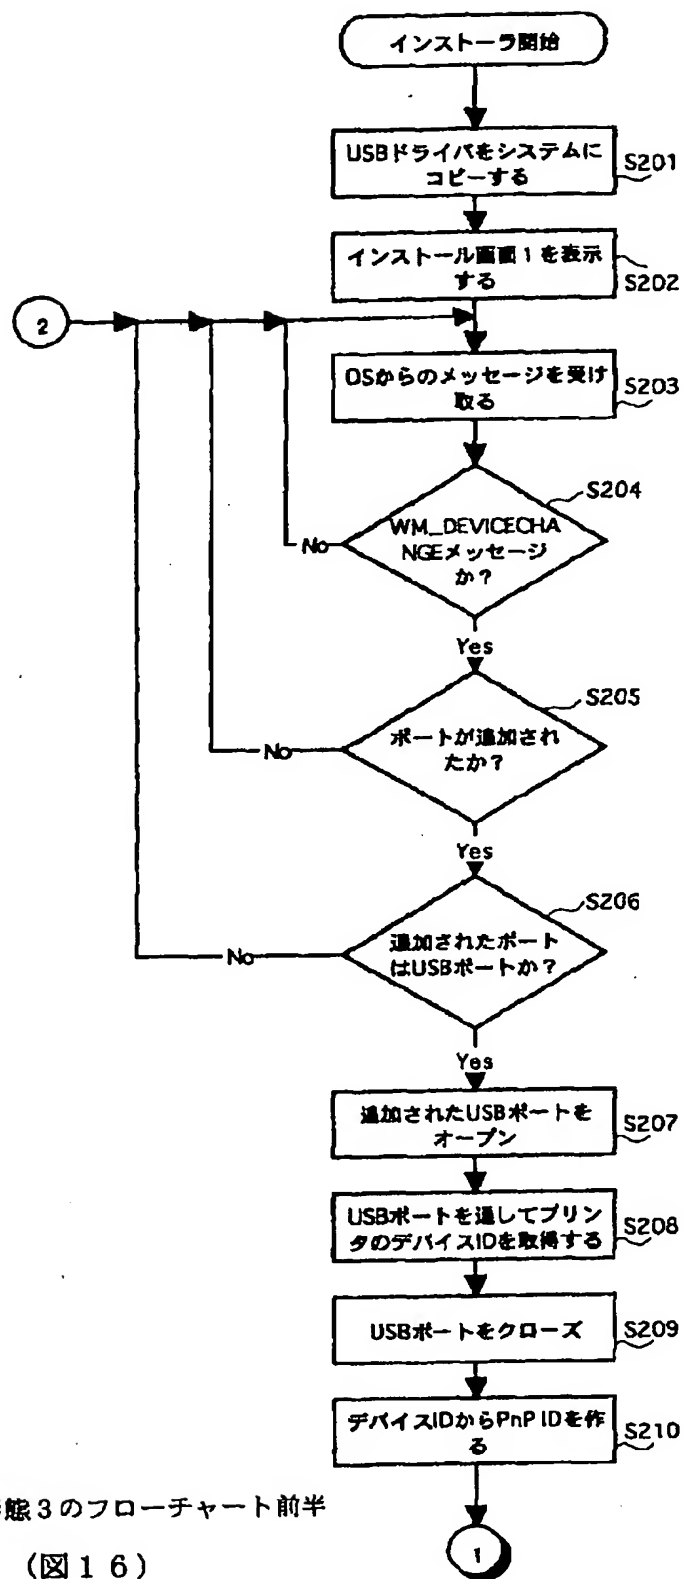 インストーラ開始
USBドライバをシステムに
コピーする
S201
インストール画面1を表示
する
S202
2
OSからのメッセージを受け
取る
S203
S204
WM_DEVICECHA
NGEメッセージ
か?
No
Yes
S205
ポートが追加され
たか?
No
Yes
S206
追加されたポート
はUSBポートか?
No
Yes
追加されたUSBポートを
オープン
S207
USBポートを通してプリン
タのデバイスIDを取得する
S208
USBポートをクローズ
S209
デバイスIDからPnP IDを作
る
S210
態3のフローチャート前半
(図16)
1